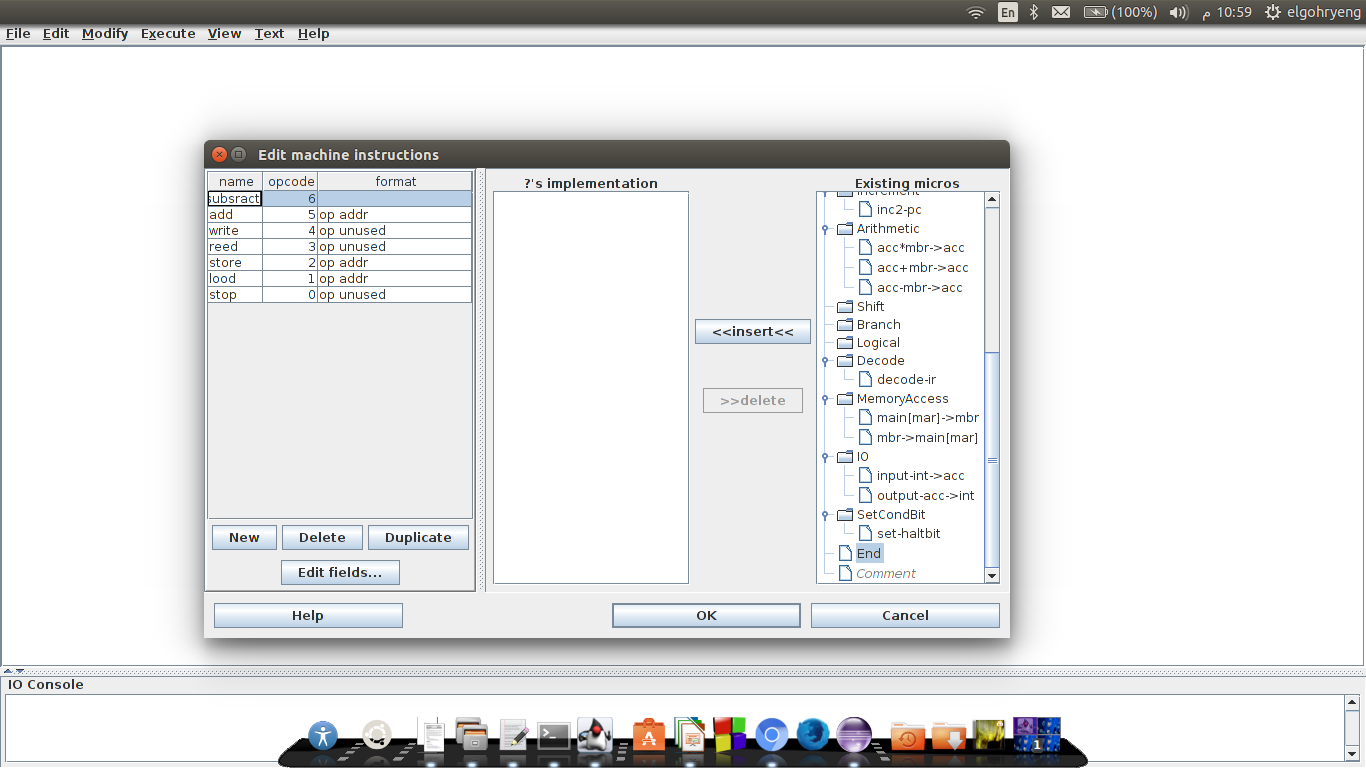 En (100%) م 10:59 elgohryeng
File Edit Modify Execute View Text Help
Edit machine instructions
name opcode format
subsract 6
add 5 op addr
write 4 op unused
reed 3 op unused
store 2 op addr
lood 1 op addr
stop 0 op unused
New Delete Duplicate
Edit fields...
?'s implementation
<<insert<<
>>delete
Existing micros
Increment
inc2-pc
Arithmetic
acc*mbr->acc
acc+mbr->acc
acc-mbr->acc
Shift
Branch
Logical
Decode
decode-ir
MemoryAccess
main[mar]->mbr
mbr->main[mar]
IO
input-int->acc
output-acc->int
SetCondBit
set-haltbit
End
Comment
Help OK Cancel
IO Console
1